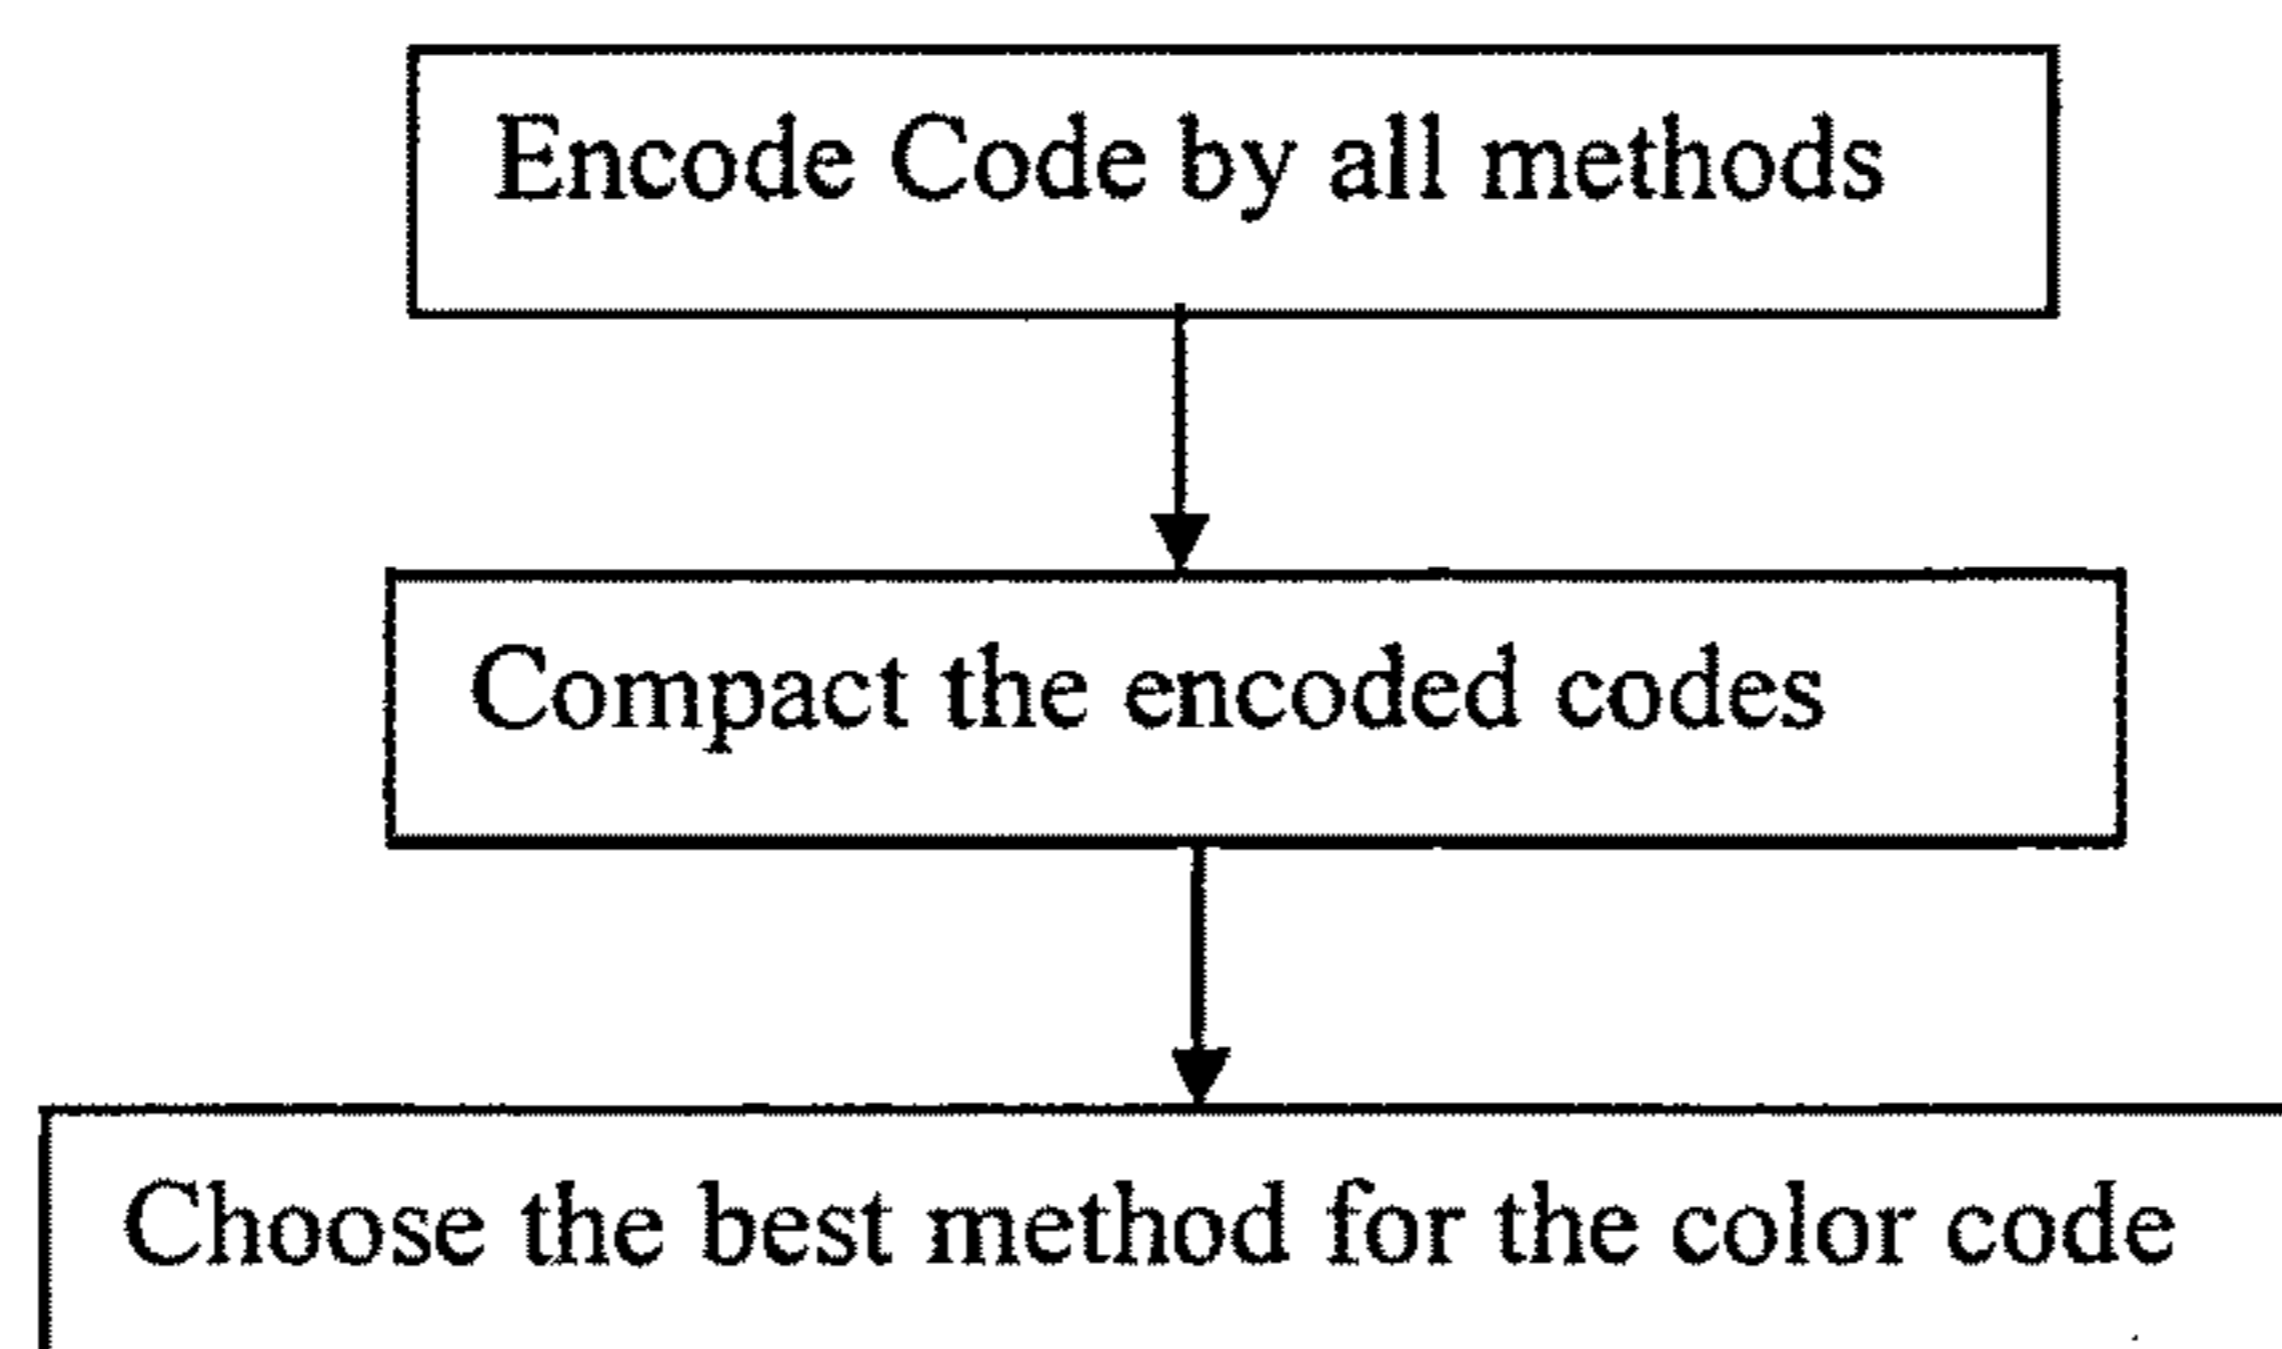 Encode Code by all methods
Compact the encoded codes
Choose the best method for the color code